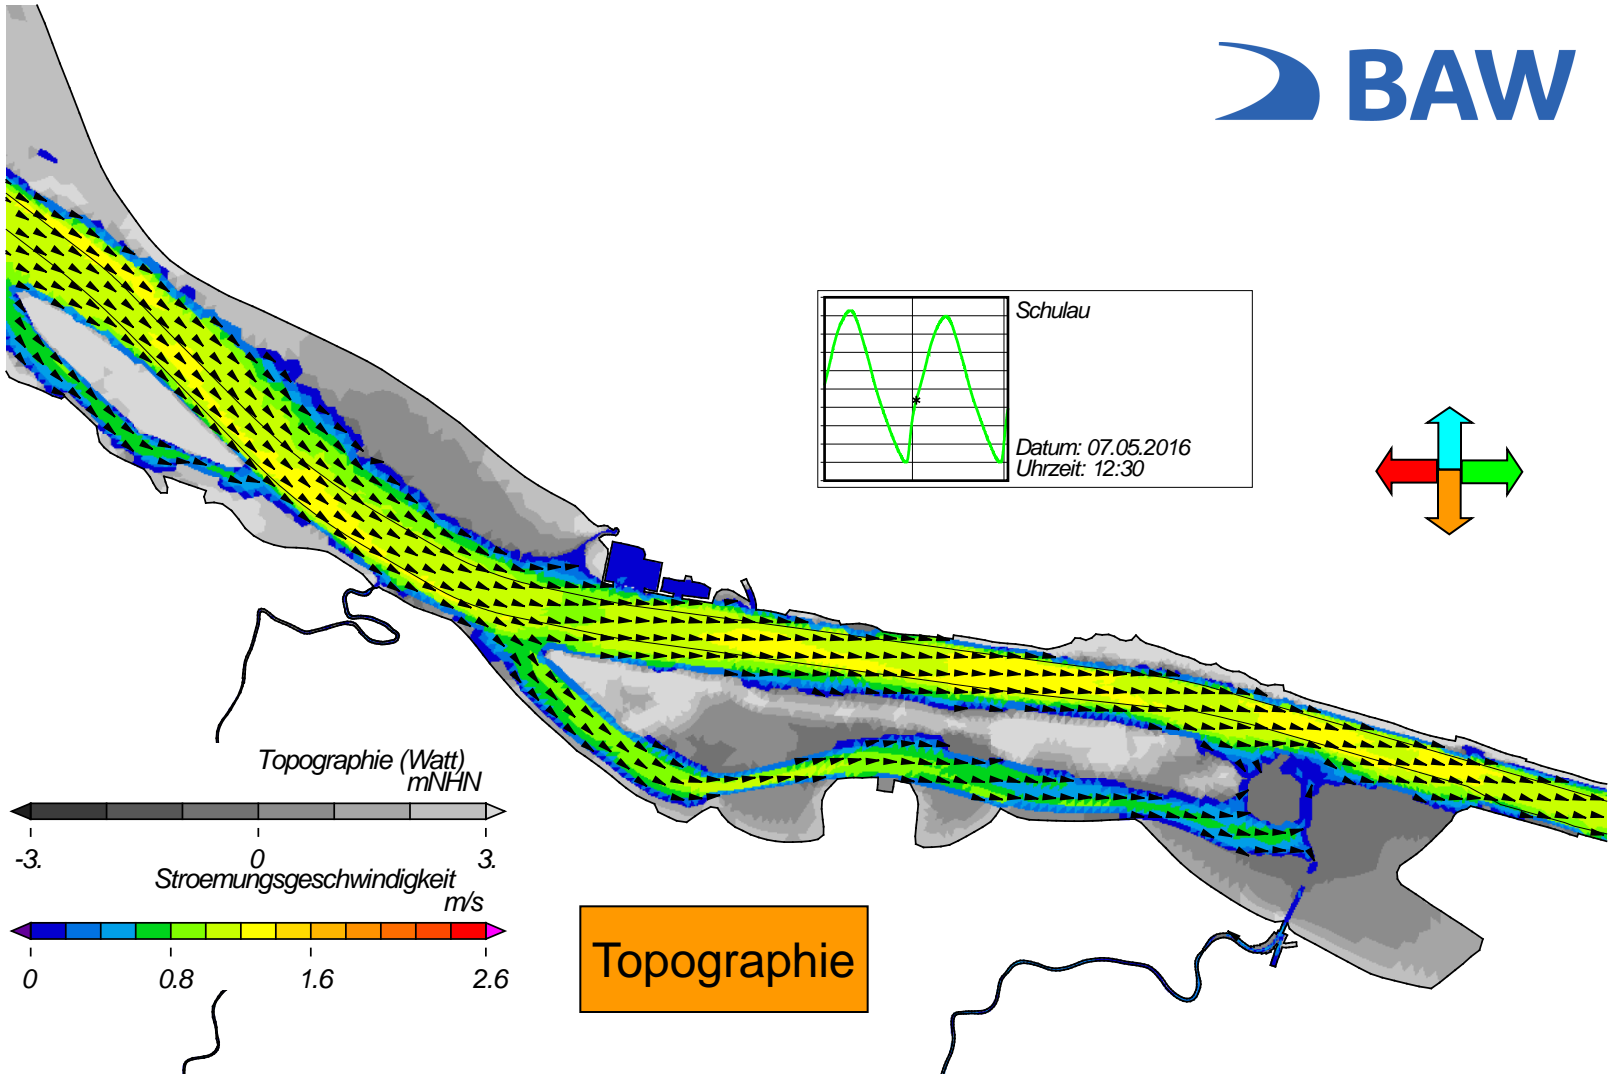 BAW
Schulau
Datum: 07.05.2016
Uhrzeit: 12:30
Topographie (Watt)
mNHN
-3. 0 3.
Stroemungsgeschwindigkeit
m/s
0 0.8 1.6 2.6
Topographie